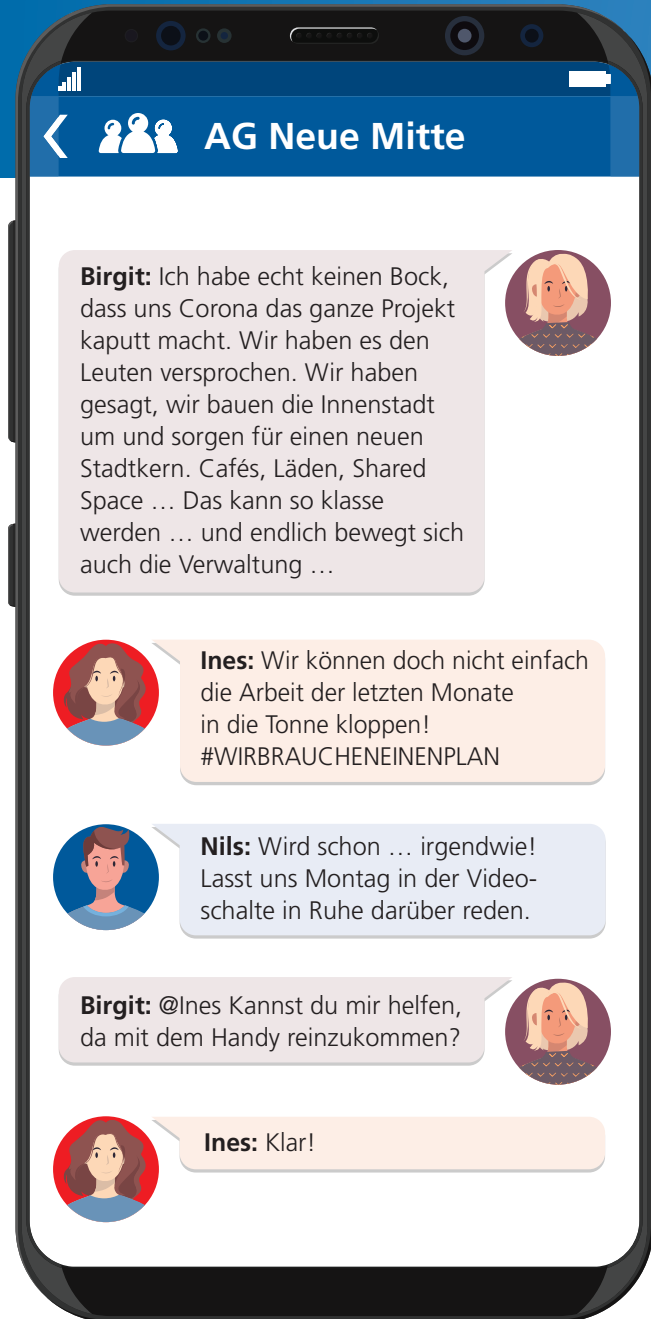 AG Neue Mitte
Birgit: Ich habe echt keinen Bock,
dass uns Corona das ganze Projekt
kaputt macht. Wir haben es den
Leuten versprochen. Wir haben
gesagt, wir bauen die Innenstadt
um und sorgen für einen neuen
Stadtkern. Cafés, Läden, Shared
Space … Das kann so klasse
werden … und endlich bewegt sich
auch die Verwaltung …
Ines: Wir können doch nicht einfach
die Arbeit der letzten Monate
in die Tonne kloppen!
#WIRBRAUCHENEINENPLAN
Nils: Wird schon … irgendwie!
Lasst uns Montag in der Video-
schalte in Ruhe darüber reden.
Birgit: @Ines Kannst du mir helfen,
da mit dem Handy reinzukommen?
Ines: Klar!